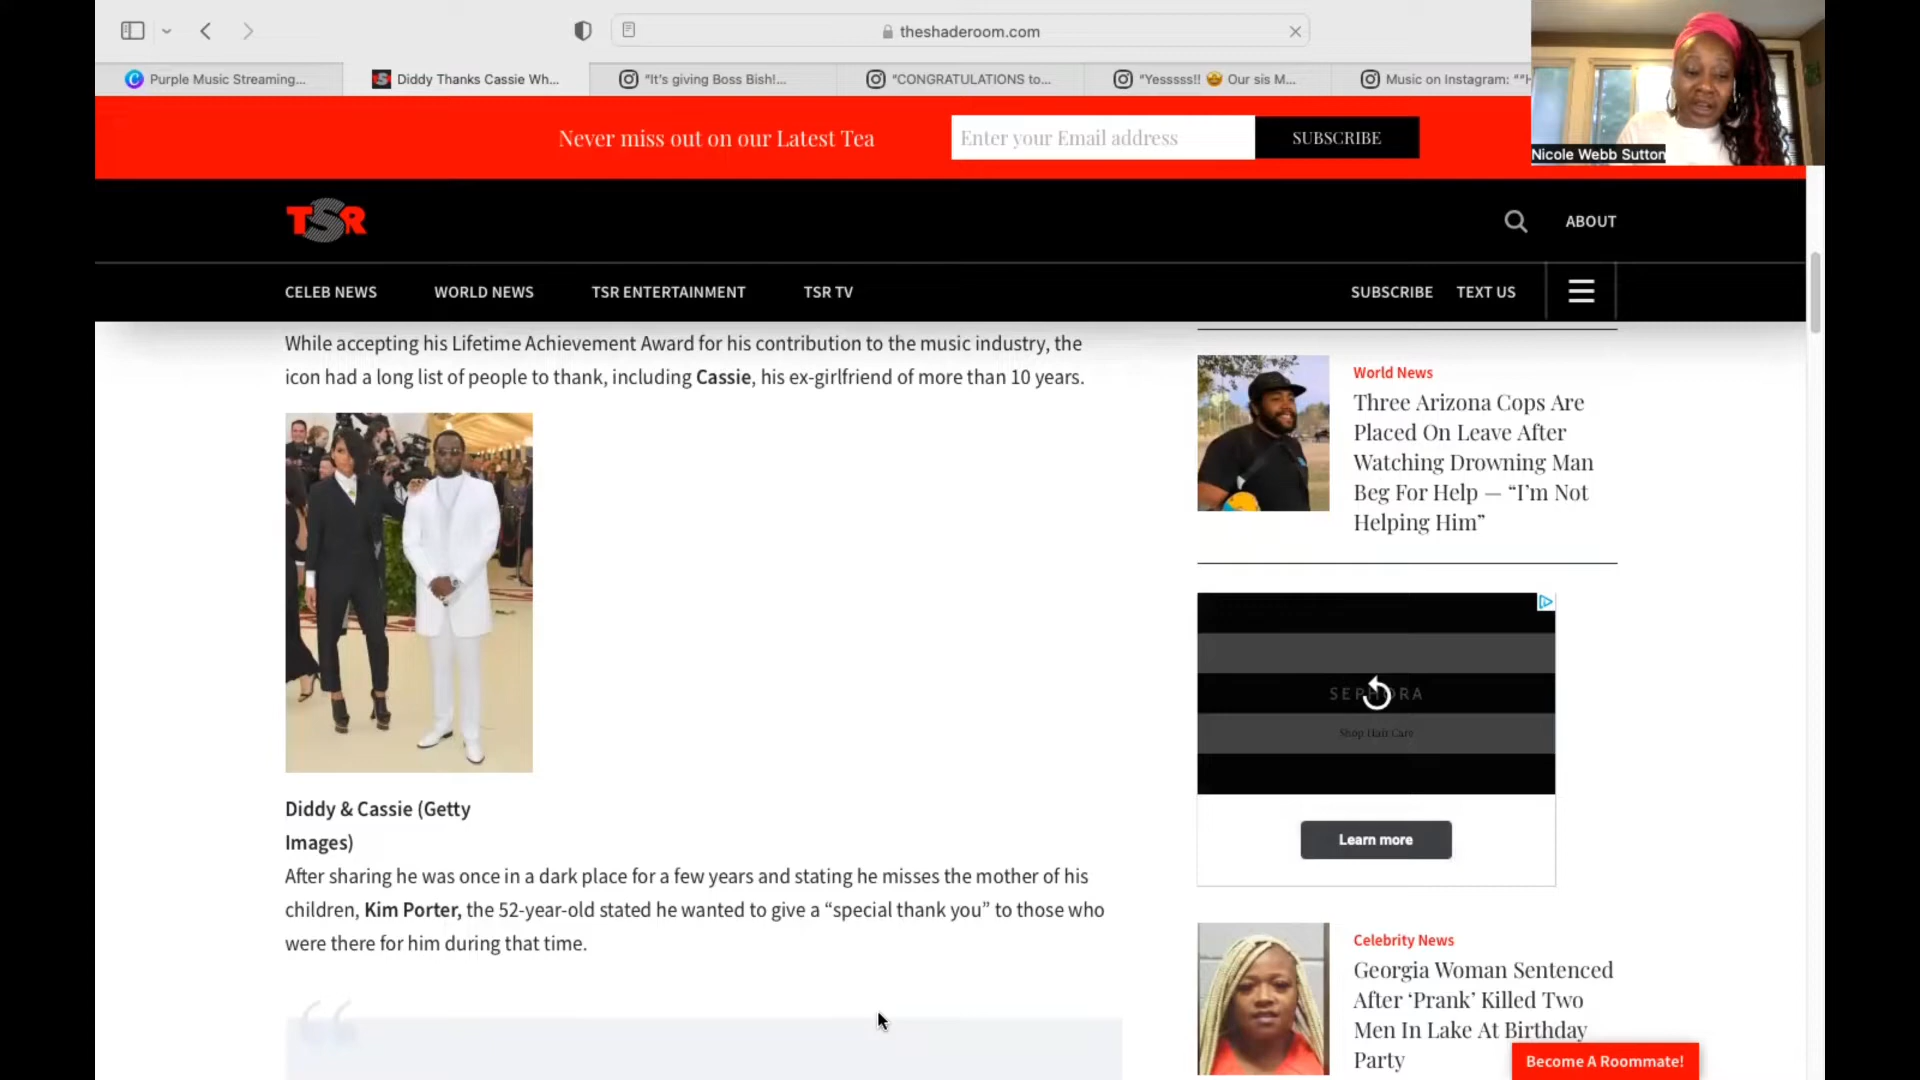 theshaderoom.com
Purple Music Streaming...
Diddy Thanks Cassie Wh...
"It's giving Boss Bish!...
"CONGRATULATIONS to...
"Yesssss!! 🤩 Our sis M...
Music on Instagram: ""H
Nicole Webb Sutton
Never miss out on our Latest Tea
Enter your Email address
SUBSCRIBE
TSR
ABOUT
CELEB NEWS
WORLD NEWS
TSR ENTERTAINMENT
TSR TV
SUBSCRIBE
TEXT US
While accepting his Lifetime Achievement Award for his contribution to the music industry, the
icon had a long list of people to thank, including Cassie, his ex-girlfriend of more than 10 years.
Diddy & Cassie (Getty
Images)
After sharing he was once in a dark place for a few years and stating he misses the mother of his
children, Kim Porter, the 52-year-old stated he wanted to give a “special thank you” to those who
were there for him during that time.
World News
Three Arizona Cops Are
Placed On Leave After
Watching Drowning Man
Beg For Help — “I’m Not
Helping Him”
SEPHORA
Shop Hair Care
Learn more
Celebrity News
Georgia Woman Sentenced
After ‘Prank’ Killed Two
Men In Lake At Birthday
Party
Become A Roommate!